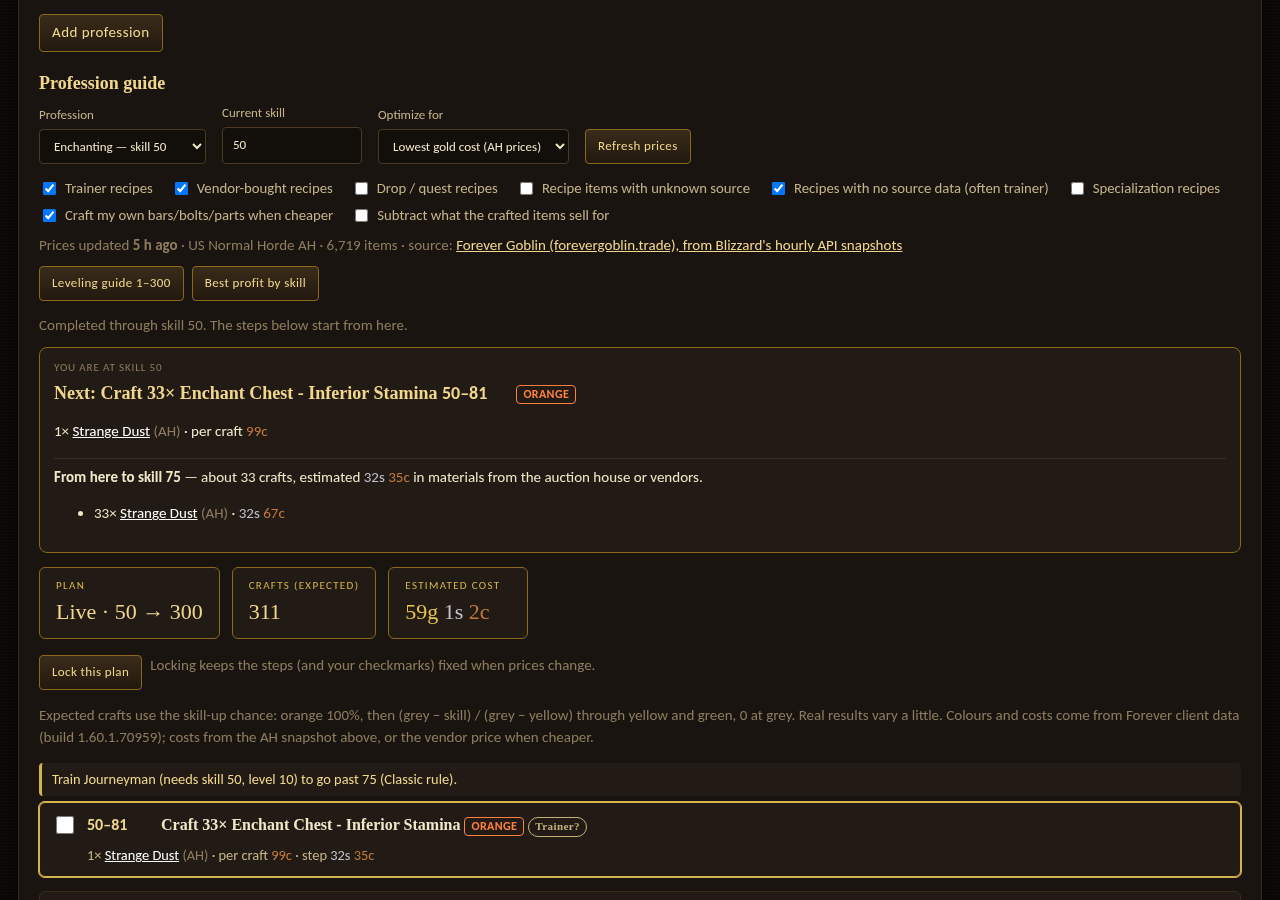 Add profession
Profession guide
Profession
Current skill
Optimize for
Enchanting — skill 50
50
Lowest gold cost (AH prices)
Refresh prices
Trainer recipes
Vendor-bought recipes
Drop / quest recipes
Recipe items with unknown source
Recipes with no source data (often trainer)
Specialization recipes
Craft my own bars/bolts/parts when cheaper
Subtract what the crafted items sell for
Prices updated 5 h ago · US Normal Horde AH · 6,719 items · source: Forever Goblin (forevergoblin.trade), from Blizzard's hourly API snapshots
Leveling guide 1–300
Best profit by skill
Completed through skill 50. The steps below start from here.
YOU ARE AT SKILL 50
Next: Craft 33× Enchant Chest - Inferior Stamina 50–81 ORANGE
1× Strange Dust (AH) · per craft 99c
From here to skill 75 — about 33 crafts, estimated 32s 35c in materials from the auction house or vendors.
• 33× Strange Dust (AH) · 32s 67c
PLAN
Live · 50 → 300
CRAFTS (EXPECTED)
311
ESTIMATED COST
59g 1s 2c
Lock this plan
Locking keeps the steps (and your checkmarks) fixed when prices change.
Expected crafts use the skill-up chance: orange 100%, then (grey − skill) / (grey − yellow) through yellow and green, 0 at grey. Real results vary a little. Colours and costs come from Forever client data
(build 1.60.1.70959); costs from the AH snapshot above, or the vendor price when cheaper.
Train Journeyman (needs skill 50, level 10) to go past 75 (Classic rule).
50–81 Craft 33× Enchant Chest - Inferior Stamina ORANGE Trainer?
1× Strange Dust (AH) · per craft 99c · step 32s 35c